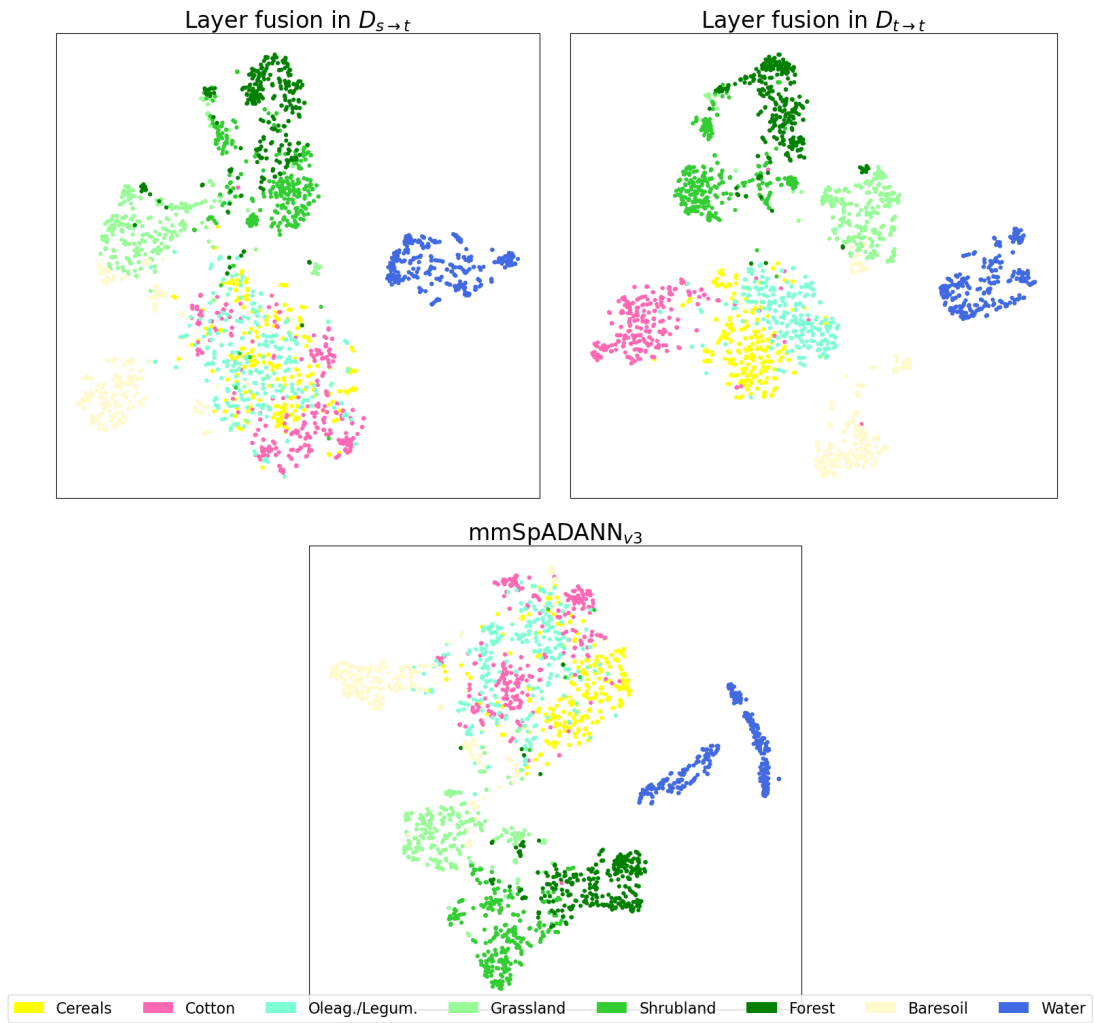 Layer fusion in D_{s→t}
Layer fusion in D_{t→t}
mmSpADANN_{v3}
Cereals Cotton Oleag./Legum. Grassland Shrubland Forest Baresoil Water